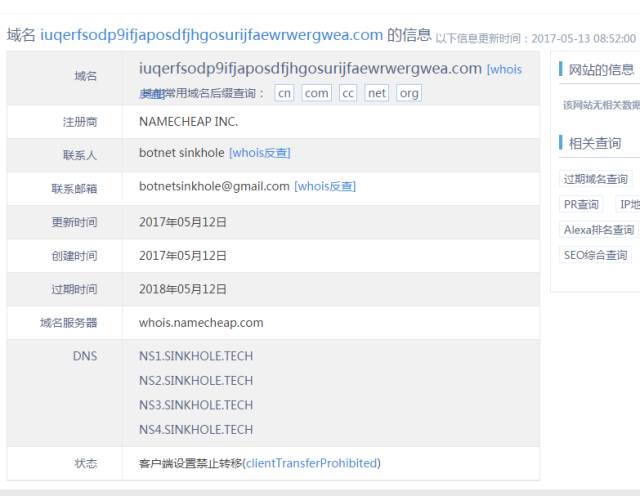 域名 iuqerfsodp9ifjaposdfjhgosurijfaewrwergwea.com 的信息 以下信息更新时间：2017-05-13 08:52:00
域名 iuqerfsodp9ifjaposdfjhgosurijfaewrwergwea.com [whois
反查]
其他常用域名后缀查询： cn com cc net org
注册商 NAMECHEAP INC.
联系人 botnet sinkhole [whois反查]
联系邮箱 botnetsinkhole@gmail.com [whois反查]
更新时间 2017年05月12日
创建时间 2017年05月12日
过期时间 2018年05月12日
域名服务器 whois.namecheap.com
DNS NS1.SINKHOLE.TECH
NS2.SINKHOLE.TECH
NS3.SINKHOLE.TECH
NS4.SINKHOLE.TECH
状态 客户端设置禁止转移(clientTransferProhibited)
网站的信息
该网站无相关数据
相关查询
过期域名查询
PR查询 IP地
Alexa排名查询
SEO综合查询